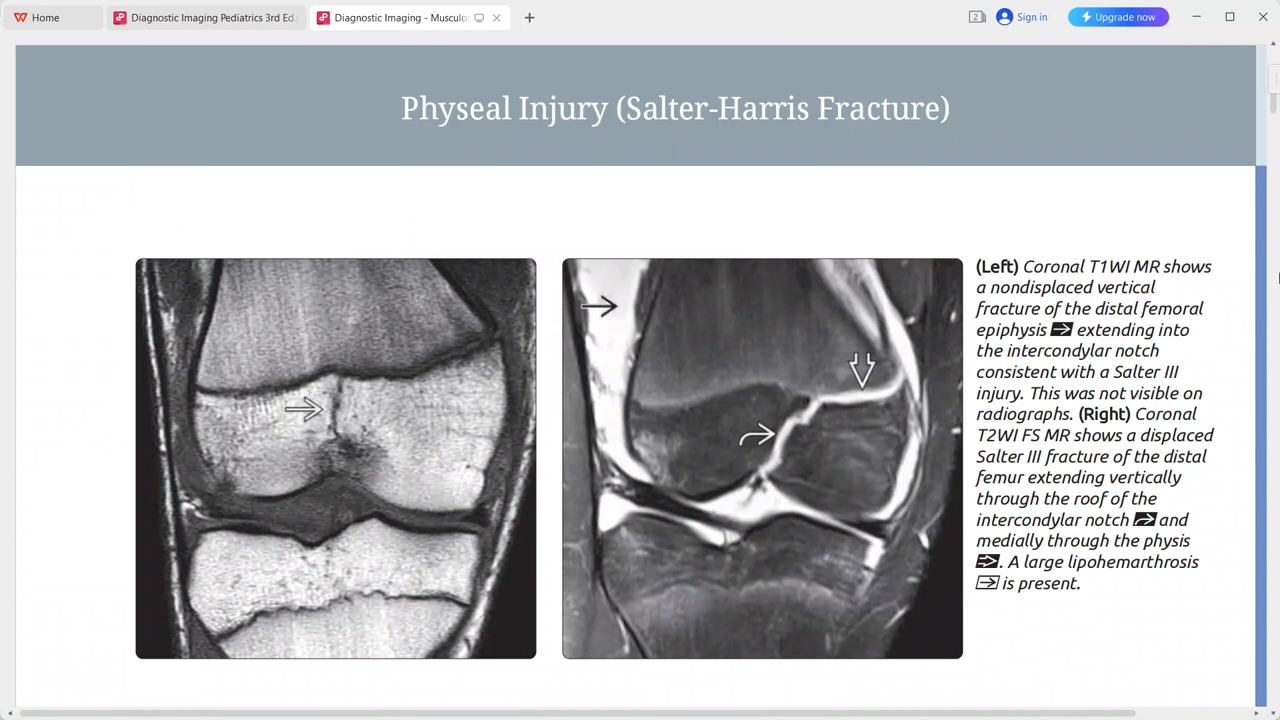 Home
Diagnostic Imaging Pediatrics 3rd Ed.
Diagnostic Imaging - Musculo
2
Sign in
Upgrade now
Physeal Injury (Salter-Harris Fracture)
(Left) Coronal T1WI MR shows
a nondisplaced vertical
fracture of the distal femoral
epiphysis extending into
the intercondylar notch
consistent with a Salter III
injury. This was not visible on
radiographs. (Right) Coronal
T2WI FS MR shows a displaced
Salter III fracture of the distal
femur extending vertically
through the roof of the
intercondylar notch and
medially through the physis
. A large lipohemarthrosis
is present.